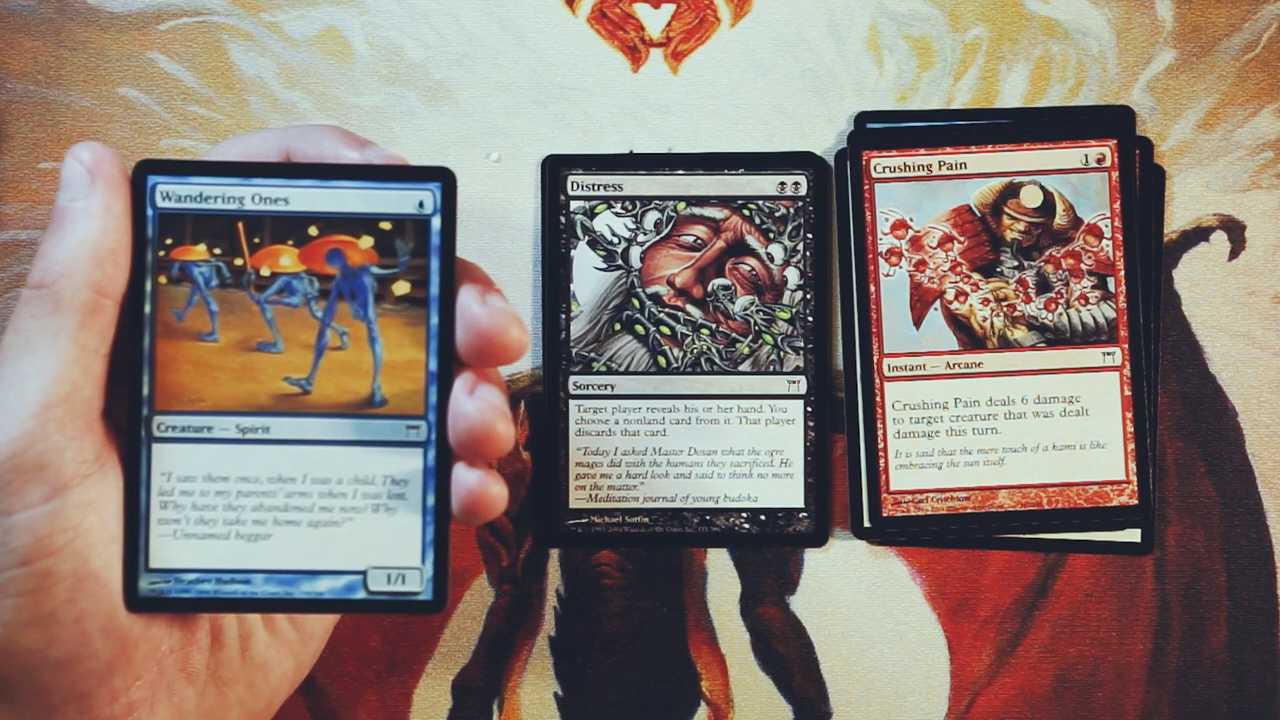 Wandering Ones
Creature — Spirit
"I saw them once, when I was a child. They
led me to my parents' arms when I was lost.
Why have they abandoned me now? Why
won't they take me home again?"
—Unnamed beggar
Heather Hudson
1/1
Distress
Sorcery
Target player reveals his or her hand. You
choose a nonland card from it. That player
discards that card.
"Today I asked Master Dosan what the ogre
mages did with the humans they sacrificed. He
gave me a hard look and said to think no more
on the matter."
—Meditation journal of young budoka
Michael Sutfin
Crushing Pain
1
Instant — Arcane
Crushing Pain deals 6 damage
to target creature that was dealt
damage this turn.
It is said that the mere touch of a kami is like
embracing the sun itself.
Carl Critchlow